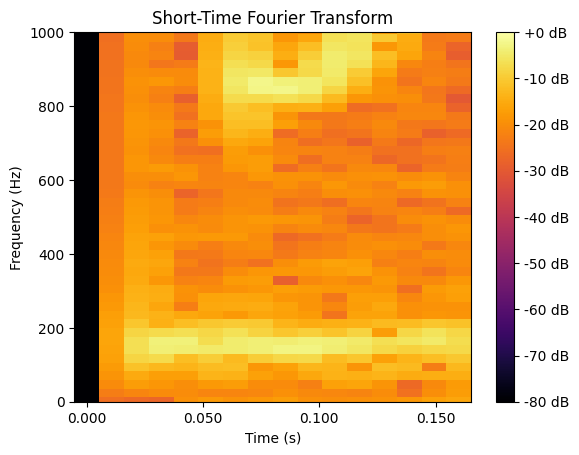 Short-Time Fourier Transform
1000
800
600
400
200
0
Frequency (Hz)
0.000
0.050
0.100
0.150
Time (s)
+0 dB
-10 dB
-20 dB
-30 dB
-40 dB
-50 dB
-60 dB
-70 dB
-80 dB